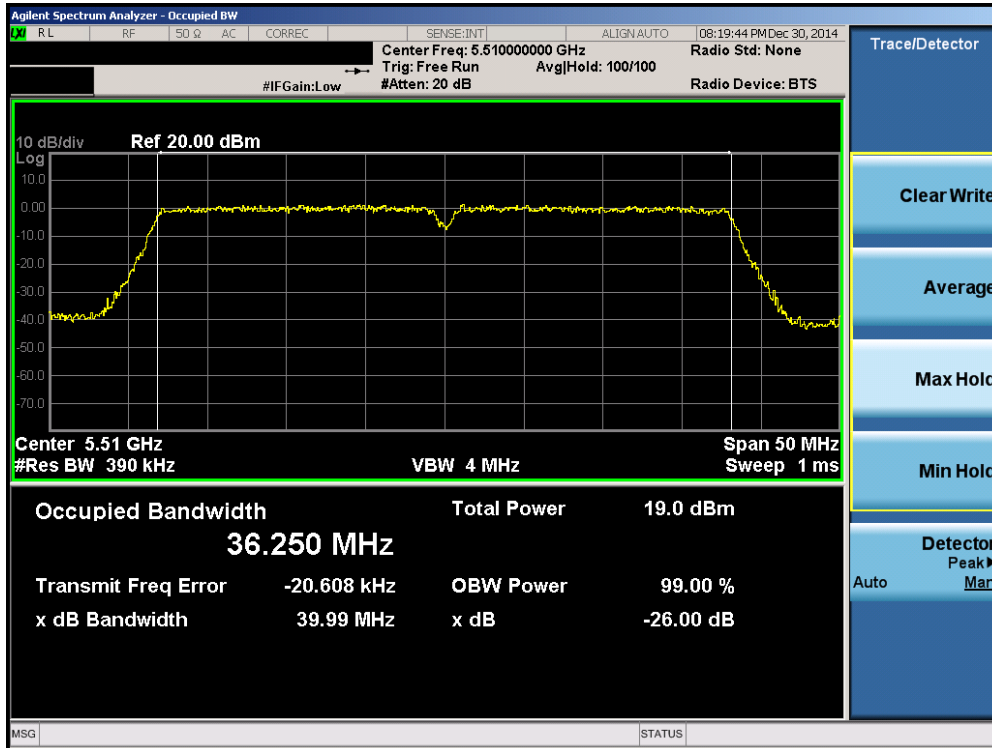 Agilent Spectrum Analyzer - Occupied BW
LXI RL RF 50 Ω AC CORREC SENSE:INT ALIGN AUTO 08:19:44 PM Dec 30, 2014
Center Freq: 5.510000000 GHz Radio Std: None
Trig: Free Run Avg|Hold: 100/100
#IFGain:Low #Atten: 20 dB Radio Device: BTS
Trace/Detector
10 dB/div Ref 20.00 dBm
Log
10.0
0.00
-10.0
-20.0
-30.0
-40.0
-50.0
-60.0
-70.0
Center 5.51 GHz Span 50 MHz
#Res BW 390 kHz VBW 4 MHz Sweep 1 ms
Occupied Bandwidth Total Power 19.0 dBm
36.250 MHz
Transmit Freq Error -20.608 kHz OBW Power 99.00 %
x dB Bandwidth 39.99 MHz x dB -26.00 dB
Clear Write
Average
Max Hold
Min Hold
Detector
Peak▶
Auto Man
MSG STATUS